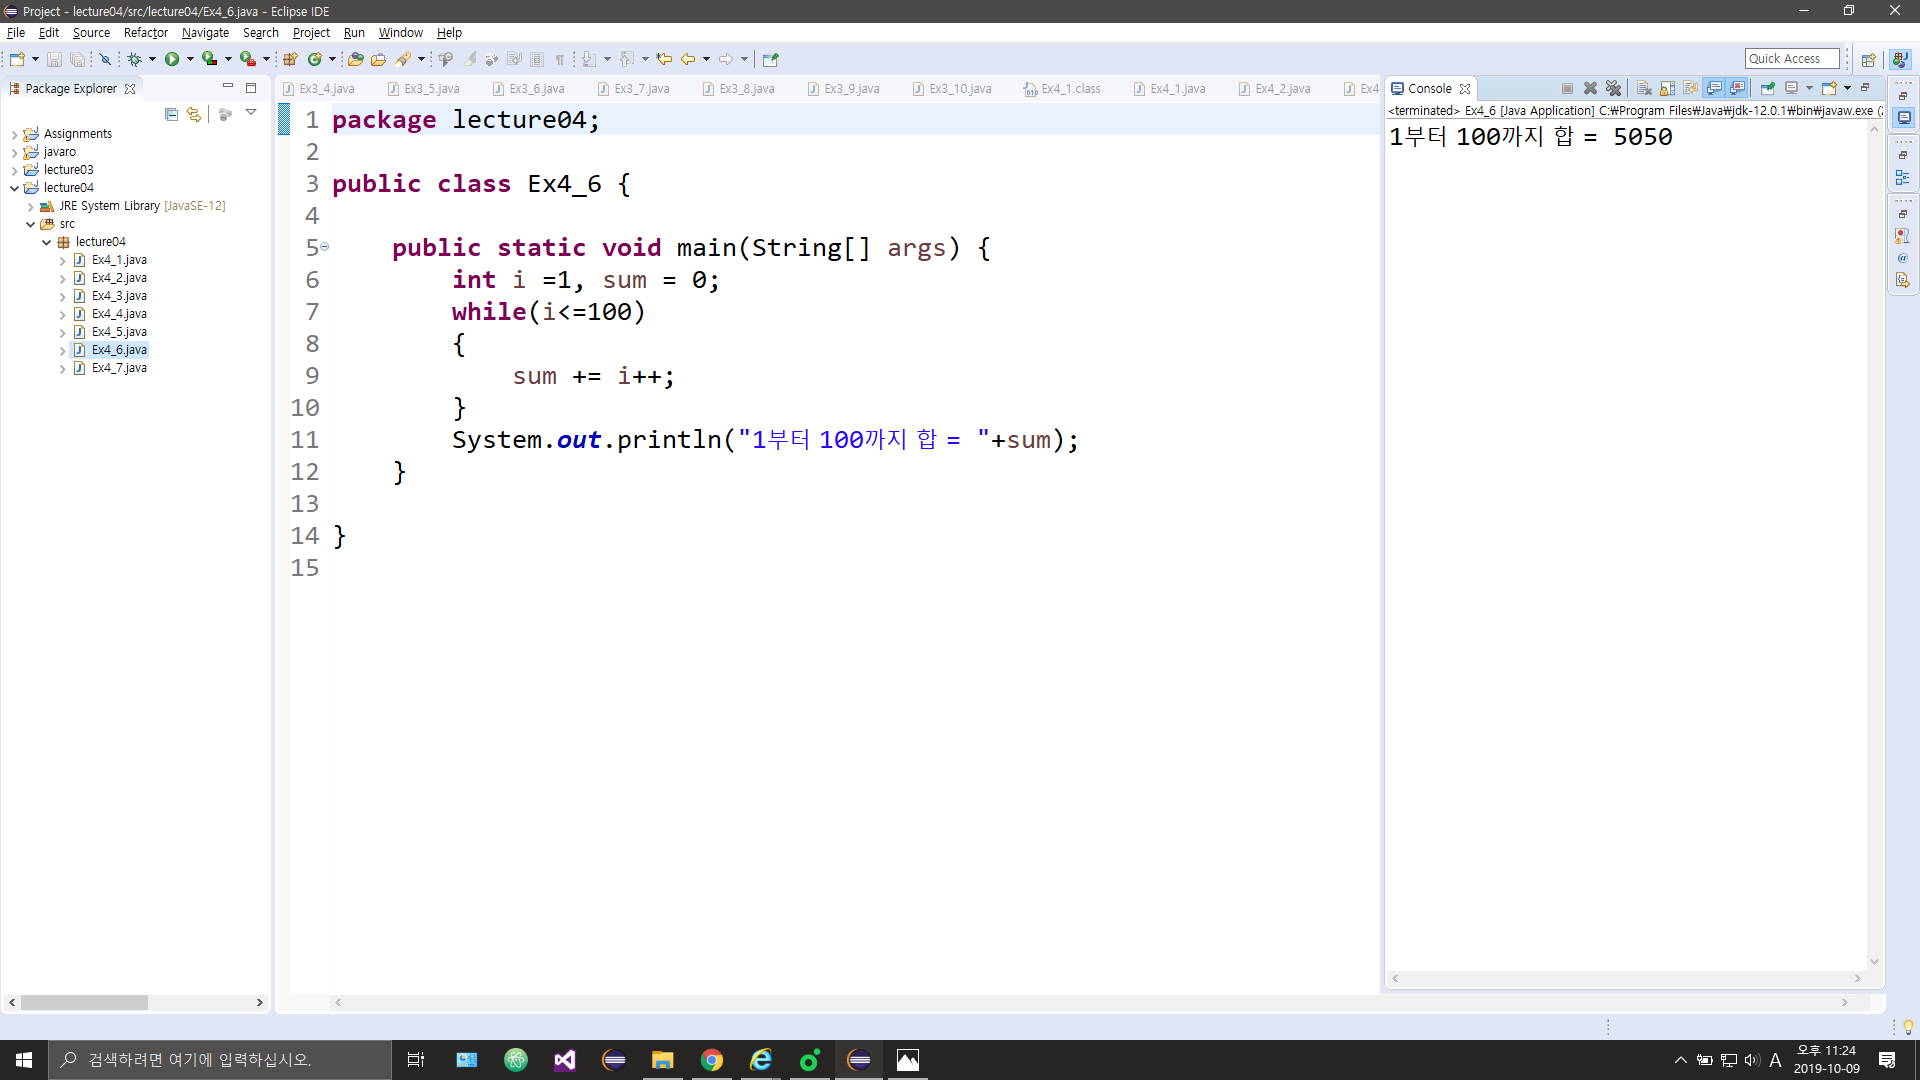 Project - lecture04/src/lecture04/Ex4_6.java - Eclipse IDE
File Edit Source Refactor Navigate Search Project Run Window Help
Quick Access
Package Explorer
Assignments
javaro
lecture03
lecture04
JRE System Library [JavaSE-12]
src
lecture04
Ex4_1.java
Ex4_2.java
Ex4_3.java
Ex4_4.java
Ex4_5.java
Ex4_6.java
Ex4_7.java
Ex3_4.java Ex3_5.java Ex3_6.java Ex3_7.java Ex3_8.java Ex3_9.java Ex3_10.java Ex4_1.class Ex4_1.java Ex4_2.java Ex4
1 package lecture04;
2
3 public class Ex4_6 {
4
5 public static void main(String[] args) {
6 int i =1, sum = 0;
7 while(i<=100)
8 {
9 sum += i++;
10 }
11 System.out.println("1부터 100까지 합 = "+sum);
12 }
13
14 }
15
Console
<terminated> Ex4_6 [Java Application] C:₩Program Files₩Java₩jdk-12.0.1₩bin₩javaw.exe (
1부터 100까지 합 = 5050
검색하려면 여기에 입력하십시오.
A
오후 11:24
2019-10-09